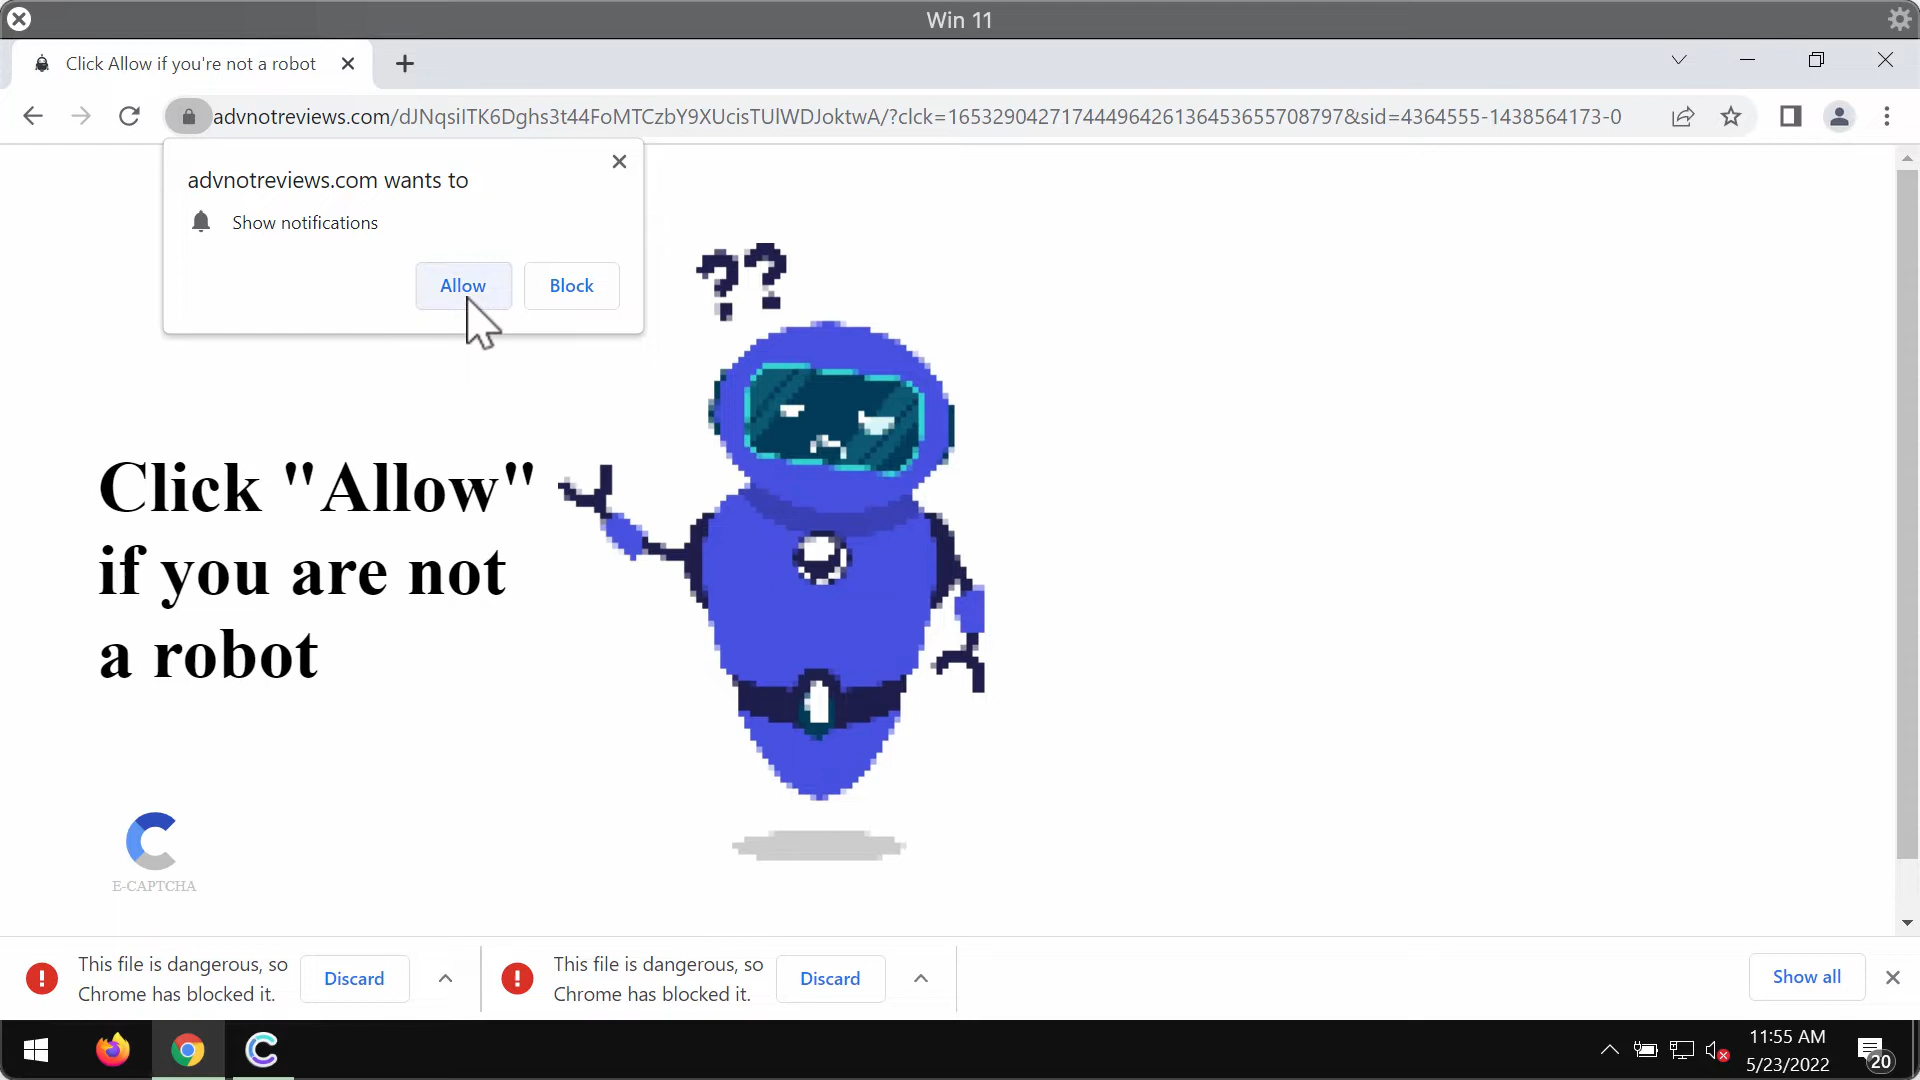 Win 11
Click Allow if you're not a robot
advnotreviews.com/dJNqsiITK6Dghs3t44FoMTCzbY9XUcisTUlWDJoktwA/?clck=16532904271744496426136453655708797&sid=4364555-1438564173-0
advnotreviews.com wants to
Show notifications
Allow
Block
??
Click "Allow"
if you are not
a robot
E-CAPTCHA
This file is dangerous, so
Chrome has blocked it.
Discard
This file is dangerous, so
Chrome has blocked it.
Discard
Show all
11:55 AM
5/23/2022
20